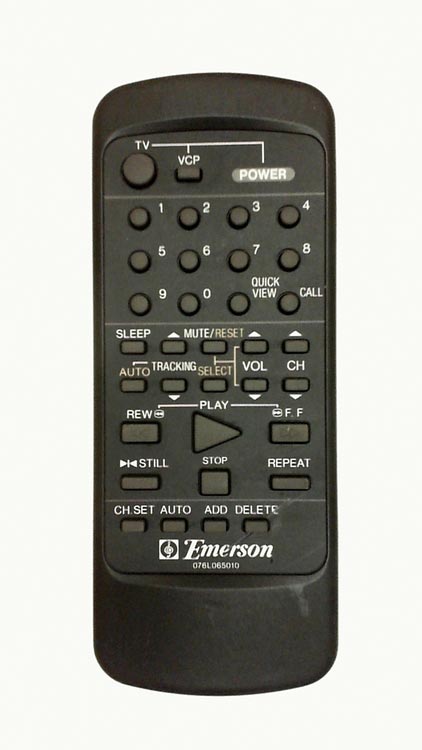 TV
VCP
POWER
1 2 3 4
5 6 7 8
9 0 QUICK VIEW CALL
SLEEP MUTE/RESET
AUTO TRACKING SELECT VOL CH
PLAY
REW F.F
STILL STOP REPEAT
CH.SET AUTO ADD DELETE
Emerson
076L065010